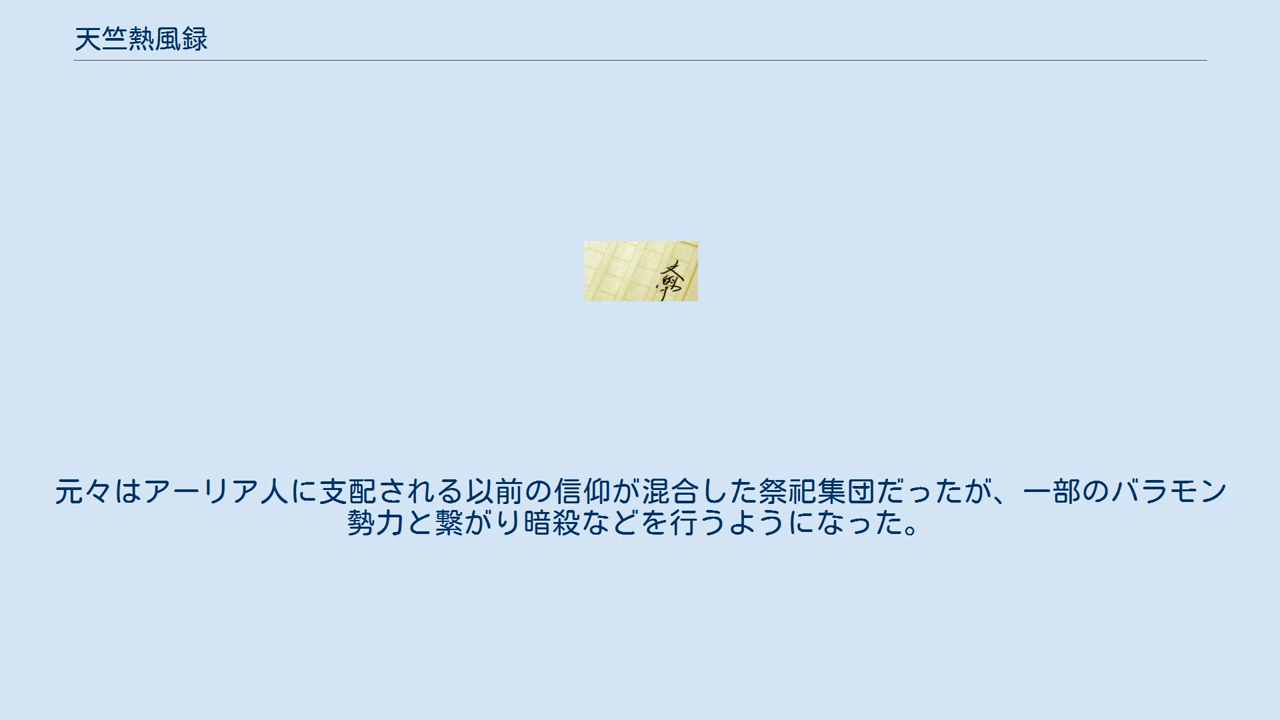 天竺熱風録
元々はアーリア人に支配される以前の信仰が混合した祭祀集団だったが、一部のバラモン
勢力と繋がり暗殺などを行うようになった。